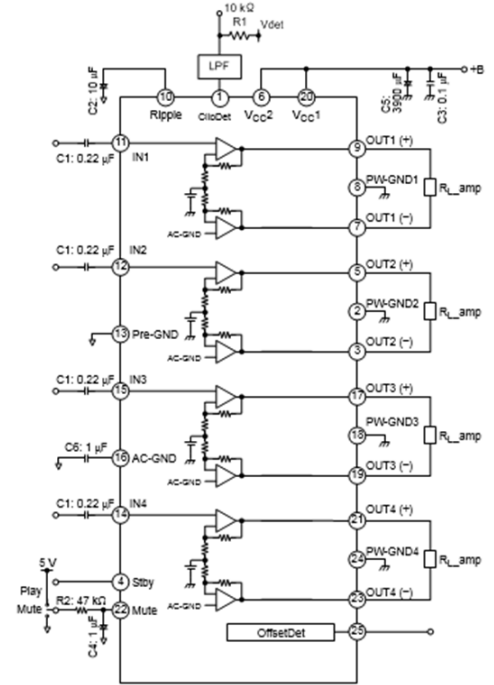 10 kΩ
R1
Vdet
LPF
+B
C2: 10 µF
C5: 3900 µF
C3: 0.1 µF
10 1 6 20
Ripple ClioDet VCC2 VCC1
C1: 0.22 µF
11
IN1
AC-GND
9 OUT1 (+)
8 PW-GND1
RL_amp
7 OUT1 (−)
C1: 0.22 µF
12
IN2
AC-GND
5 OUT2 (+)
2 PW-GND2
RL_amp
3 OUT2 (−)
13 Pre-GND
C1: 0.22 µF
15
IN3
AC-GND
17 OUT3 (+)
18 PW-GND3
RL_amp
19 OUT3 (−)
C6: 1 µF
16 AC-GND
C1: 0.22 µF
14
IN4
AC-GND
21 OUT4 (+)
24 PW-GND4
RL_amp
23 OUT4 (−)
5 V
4 Stby
Play
Mute
R2: 47 kΩ
22 Mute
C4: 1 µF
OffsetDet
25